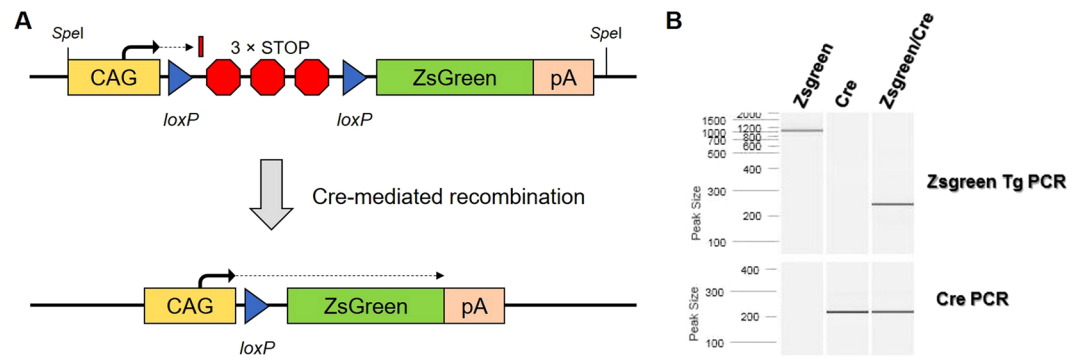 A
SpeI
3 × STOP
SpeI
CAG
ZsGreen
pA
loxP
loxP
Cre-mediated recombination
CAG
ZsGreen
pA
loxP
B
Zsgreen
Cre
Zsgreen/Cre
2000
1500
1200
1000
800
700
600
500
400
300
200
100
Peak Size
Zsgreen Tg PCR
400
300
200
100
Peak Size
Cre PCR